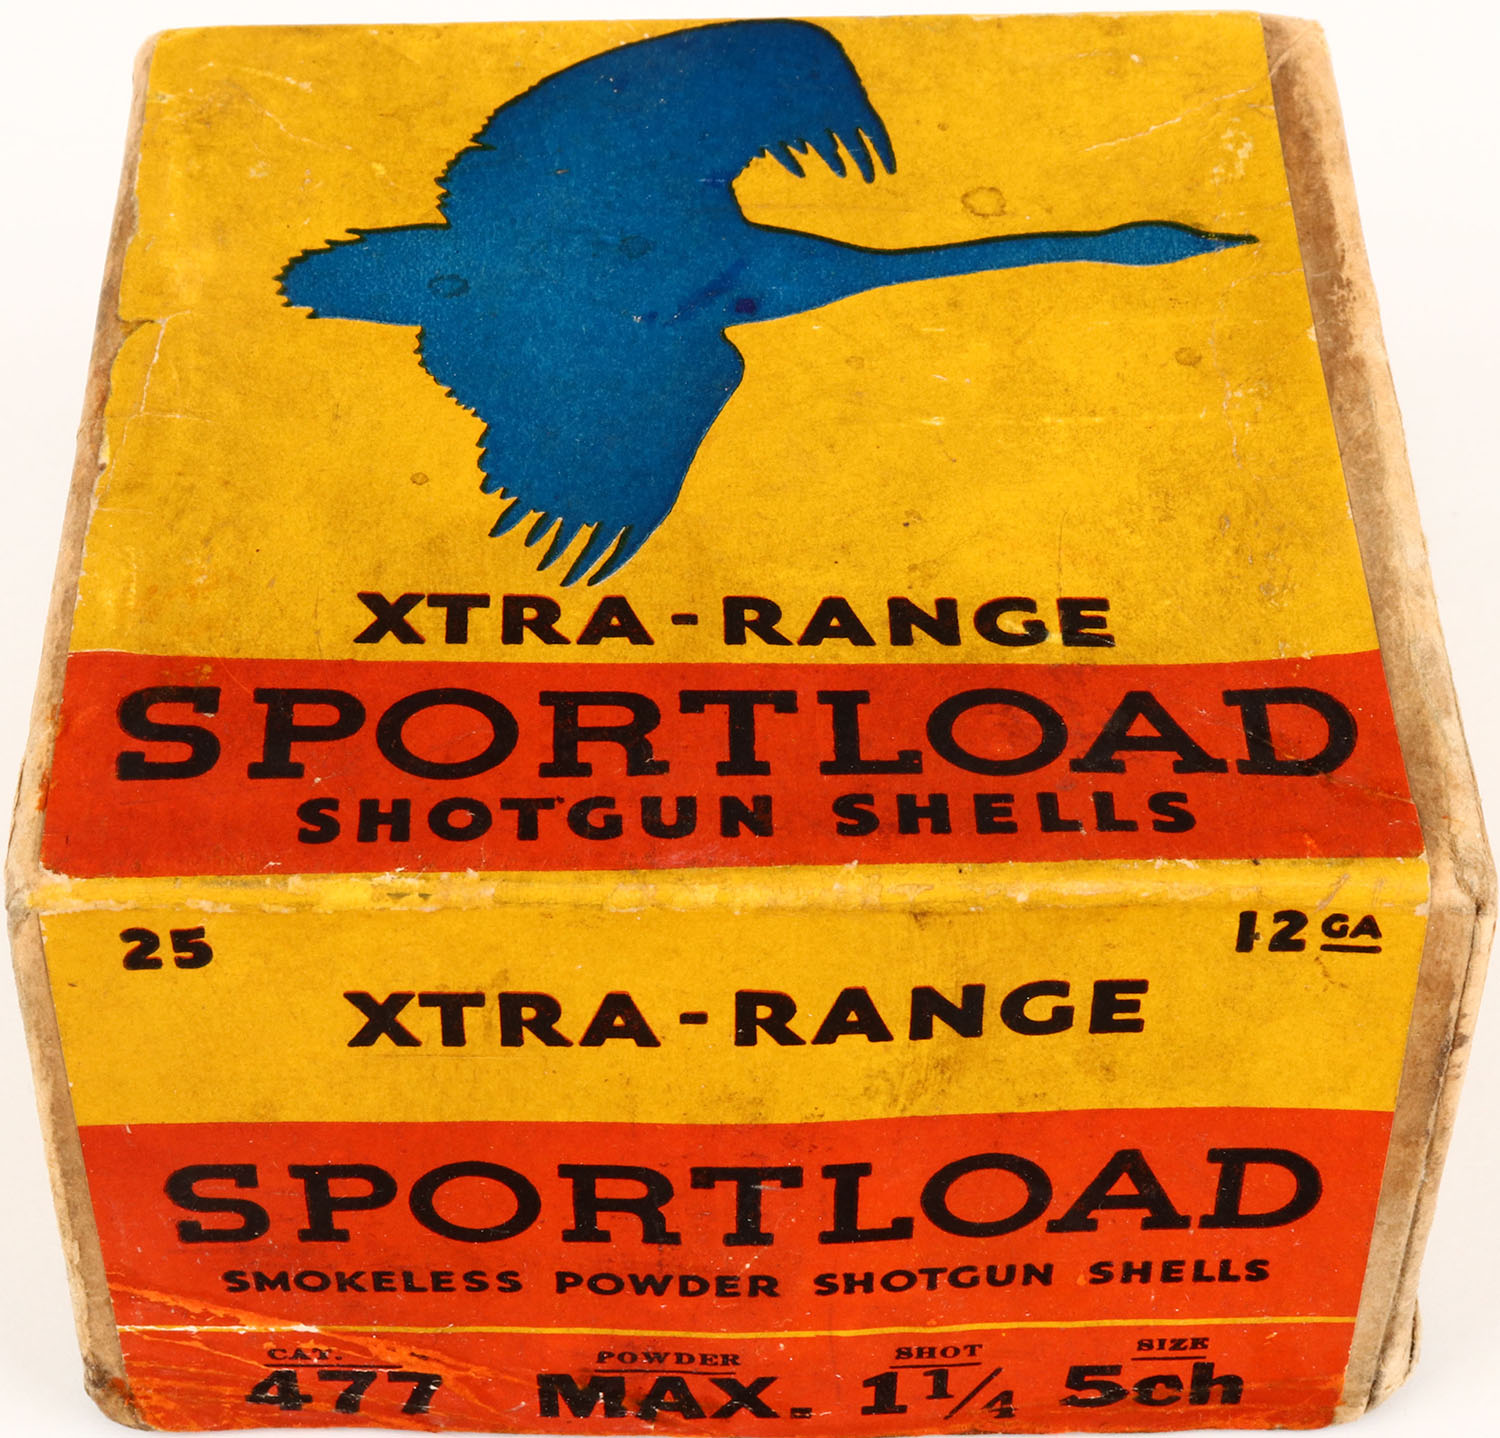 XTRA-RANGE
SPORTLOAD
SHOTGUN SHELLS
25 12 GA
XTRA-RANGE
SPORTLOAD
SMOKELESS POWDER SHOTGUN SHELLS
CAT. POWDER SHOT SIZE
477 MAX. 1 1/4 5ch